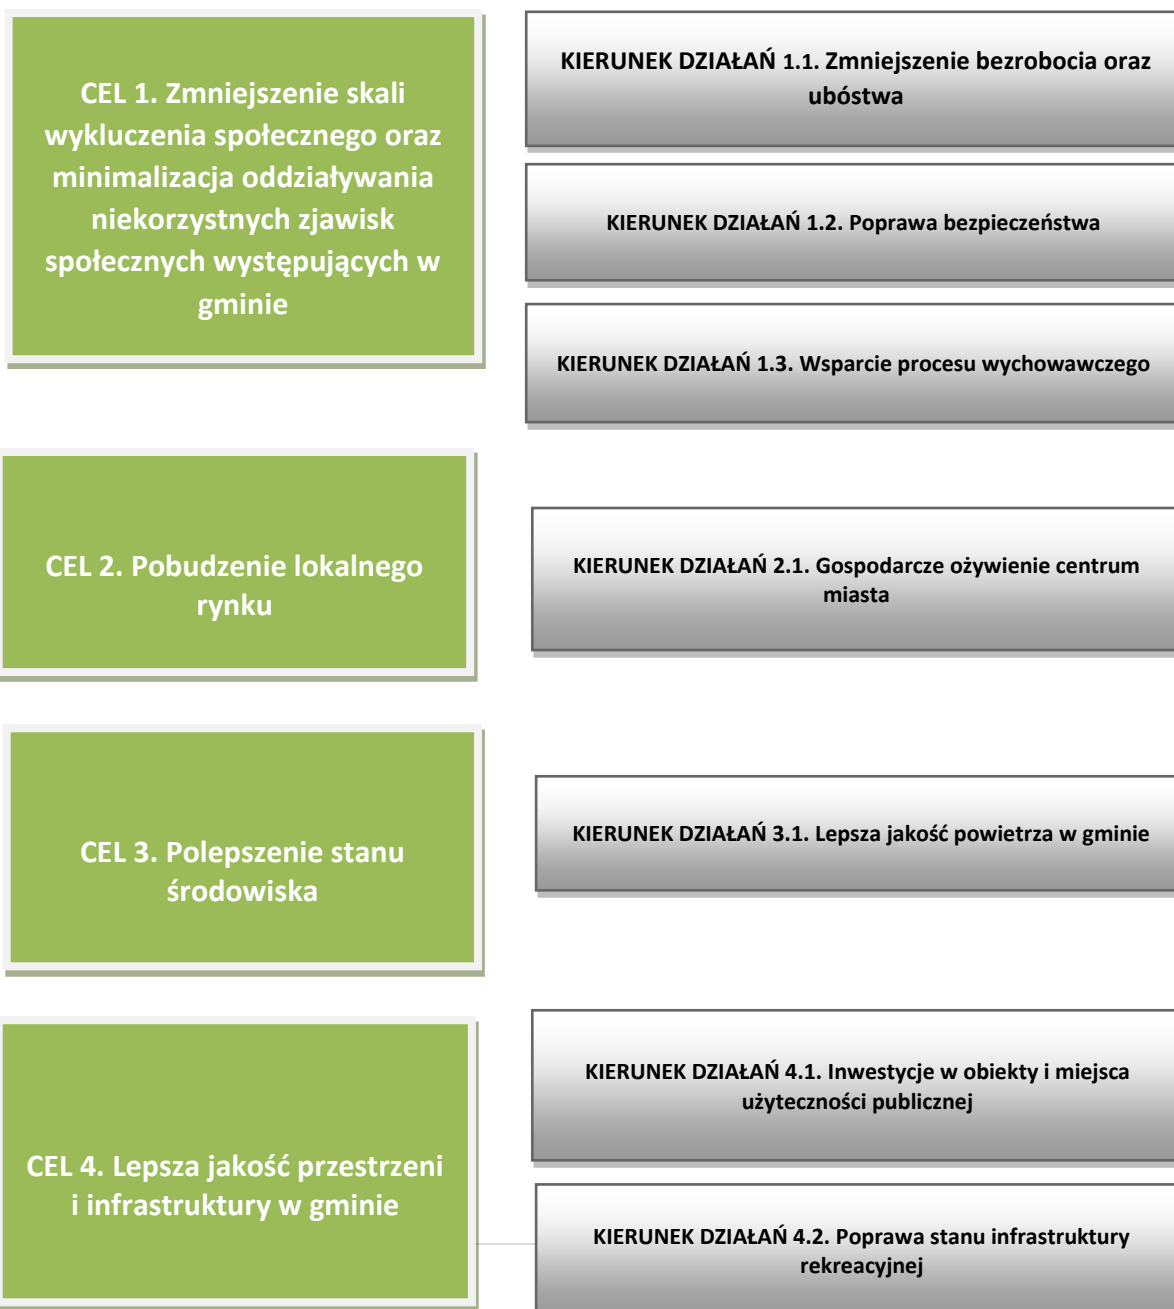 CEL 1. Zmniejszenie skali
wykluczenia społecznego oraz
minimalizacja oddziaływania
niekorzystnych zjawisk
społecznych występujących w
gminie
KIERUNEK DZIAŁAŃ 1.1. Zmniejszenie bezrobocia oraz
ubóstwa
KIERUNEK DZIAŁAŃ 1.2. Poprawa bezpieczeństwa
KIERUNEK DZIAŁAŃ 1.3. Wsparcie procesu wychowawczego
CEL 2. Pobudzenie lokalnego
rynku
KIERUNEK DZIAŁAŃ 2.1. Gospodarcze ożywienie centrum
miasta
CEL 3. Polepszenie stanu
środowiska
KIERUNEK DZIAŁAŃ 3.1. Lepsza jakość powietrza w gminie
CEL 4. Lepsza jakość przestrzeni
i infrastruktury w gminie
KIERUNEK DZIAŁAŃ 4.1. Inwestycje w obiekty i miejsca
użyteczności publicznej
KIERUNEK DZIAŁAŃ 4.2. Poprawa stanu infrastruktury
rekreacyjnej